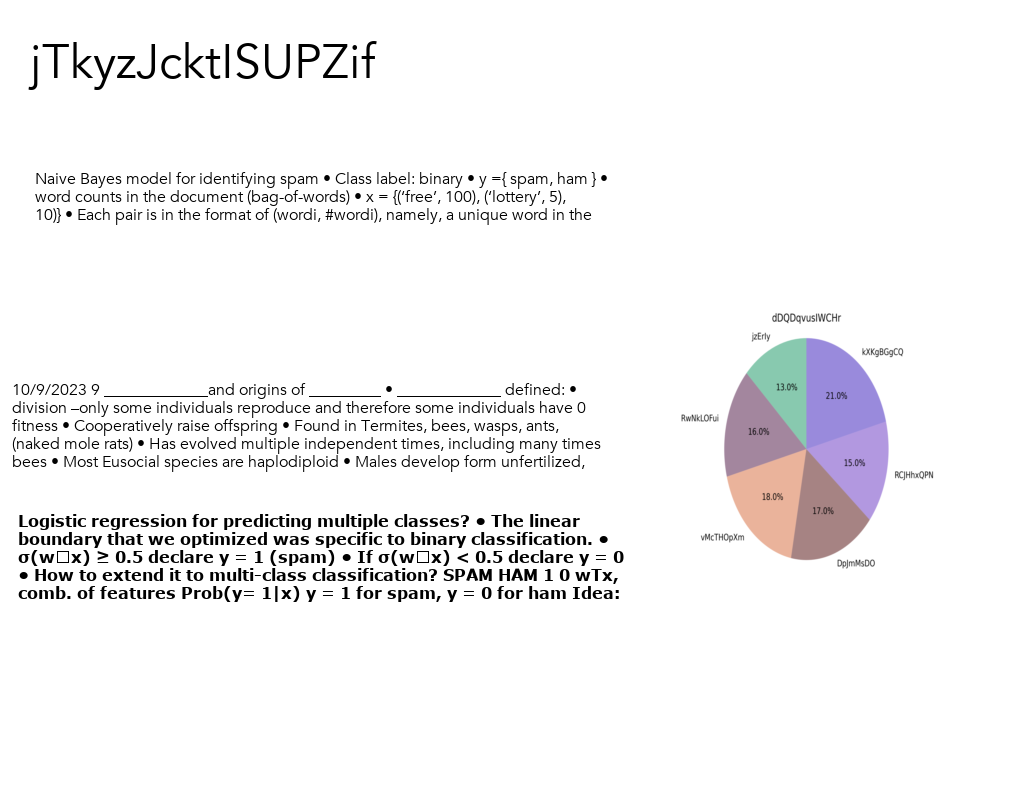 jTkyzJcktISUPZif
Naive Bayes model for identifying spam • Class label: binary • y ={ spam, ham } •
word counts in the document (bag-of-words) • x = {(‘free’, 100), (‘lottery’, 5),
10)} • Each pair is in the format of (wordi, #wordi), namely, a unique word in the
10/9/2023 9 _____________and origins of _________ • _____________ defined: •
division –only some individuals reproduce and therefore some individuals have 0
fitness • Cooperatively raise offspring • Found in Termites, bees, wasps, ants,
(naked mole rats) • Has evolved multiple independent times, including many times
bees • Most Eusocial species are haplodiploid • Males develop form unfertilized,
Logistic regression for predicting multiple classes? • The linear
boundary that we optimized was specific to binary classification. •
σ(w□x) ≥ 0.5 declare y = 1 (spam) • If σ(w□x) < 0.5 declare y = 0
• How to extend it to multi-class classification? SPAM HAM 1 0 wTx,
comb. of features Prob(y= 1|x) y = 1 for spam, y = 0 for ham Idea:
dDQDqvusIWCHr
jzErIy
kXKgBGgCQ
13.0%
21.0%
RwNkLOFui
16.0%
15.0%
RCJHhxQPN
18.0%
17.0%
vMcTHOpXm
DpJmMsDO